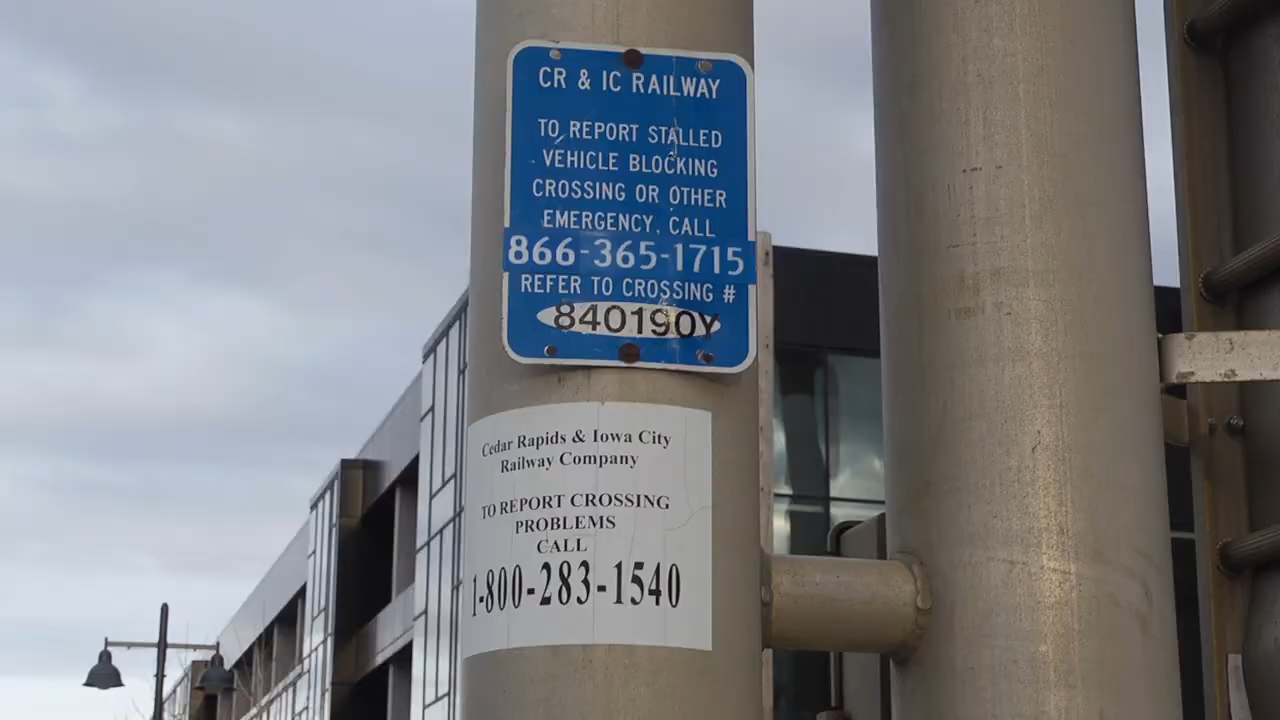 CR & IC RAILWAY
TO REPORT STALLED
VEHICLE BLOCKING
CROSSING OR OTHER
EMERGENCY, CALL
866-365-1715
REFER TO CROSSING #
840190Y
Cedar Rapids & Iowa City
Railway Company
TO REPORT CROSSING
PROBLEMS
CALL
1-800-283-1540